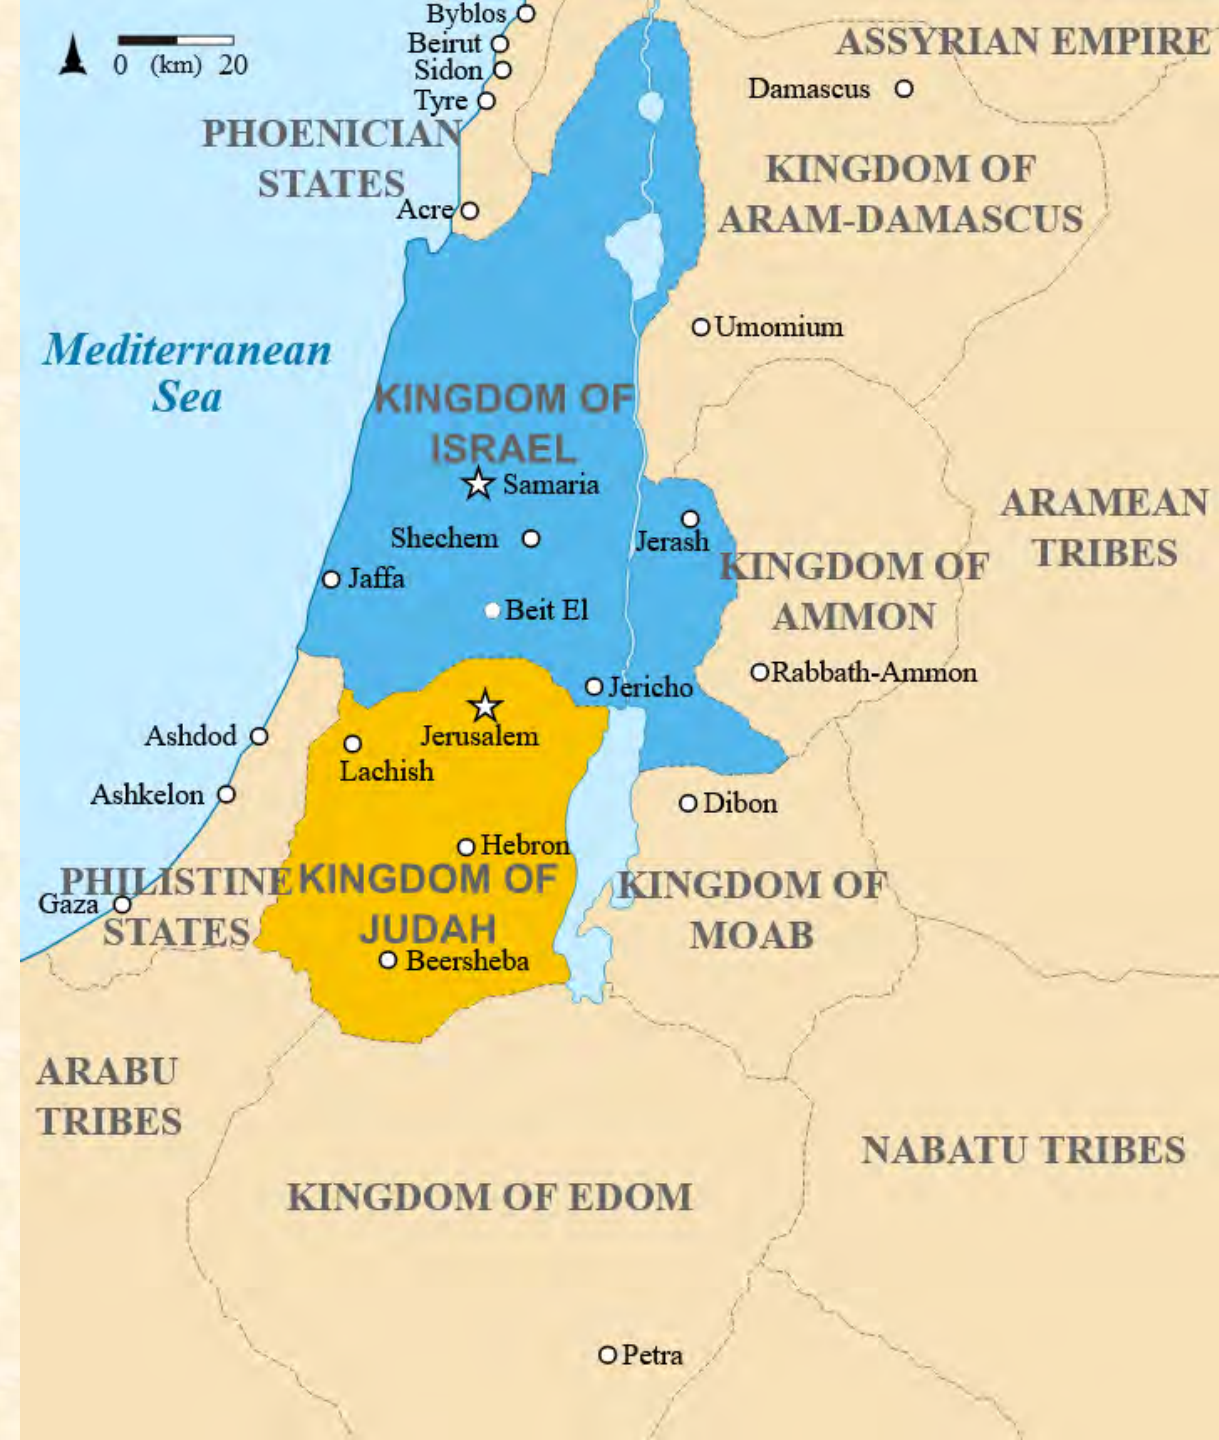 Byblos
Beirut
Sidon
Tyre
0 (km) 20
ASSYRIAN EMPIRE
Damascus
PHOENICIAN
STATES
KINGDOM OF
ARAM-DAMASCUS
Acre
Umomium
Mediterranean
Sea
KINGDOM OF
ISRAEL
Samaria
Shechem
Jerash
ARAMEAN
TRIBES
Jaffa
KINGDOM OF
AMMON
Beit El
Rabbath-Ammon
Jericho
Ashdod
Jerusalem
Lachish
Ashkelon
Dibon
Hebron
PHILISTINE
STATES
KINGDOM OF
JUDAH
KINGDOM OF
MOAB
Gaza
Beersheba
ARABU
TRIBES
NABATU TRIBES
KINGDOM OF EDOM
Petra